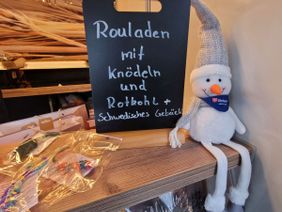 Rouladen
mit
Knödeln
und
Rotkohl +
Schwedisches Gebäck